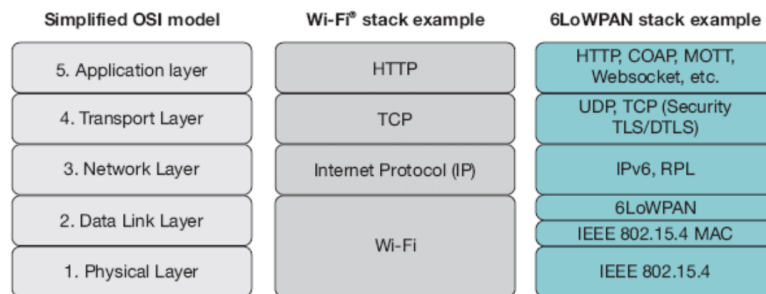 Simplified OSI model
5. Application layer
4. Transport Layer
3. Network Layer
2. Data Link Layer
1. Physical Layer
Wi-Fi® stack example
HTTP
TCP
Internet Protocol (IP)
Wi-Fi
6LoWPAN stack example
HTTP, COAP, MOTT,
Websocket, etc.
UDP, TCP (Security
TLS/DTLS)
IPv6, RPL
6LoWPAN
IEEE 802.15.4 MAC
IEEE 802.15.4